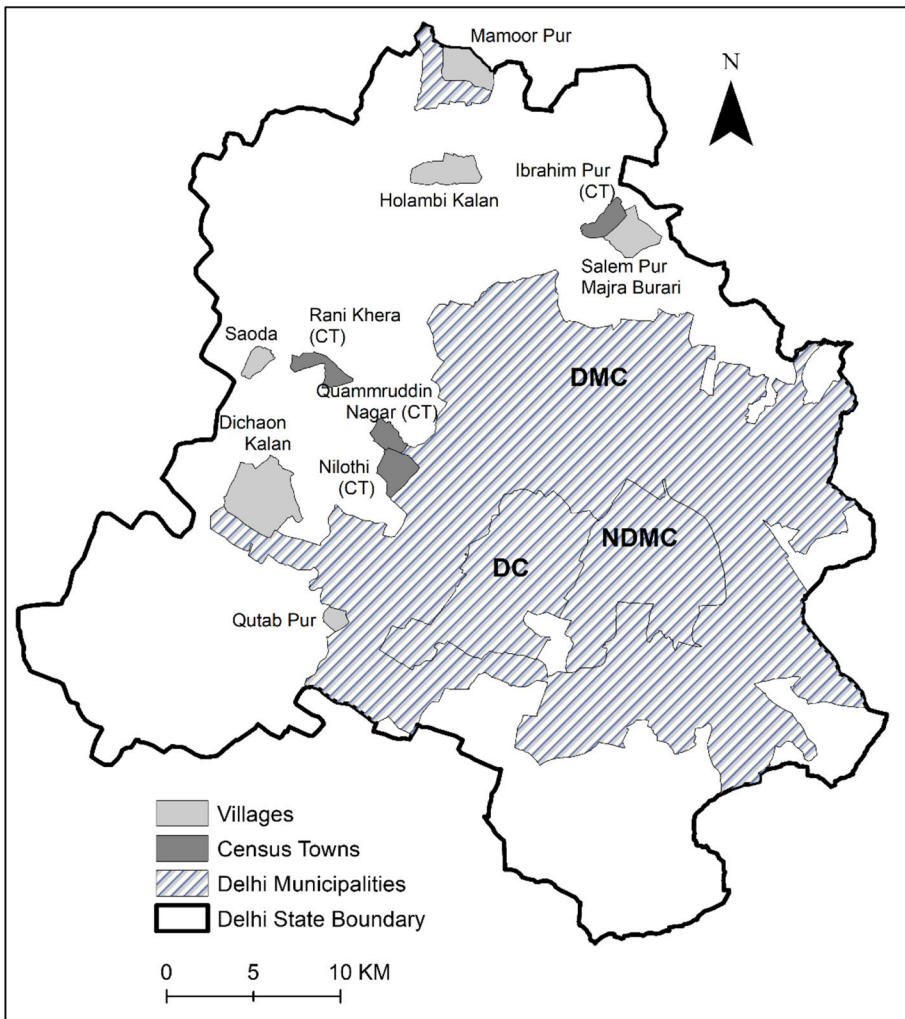 Mamoor Pur
N
Ibrahim Pur
(CT)
Holambi Kalan
Salem Pur
Majra Burari
Rani Khera
(CT)
Saoda
DMC
Quammruddin
Nagar (CT)
Dichaon
Kalan
Nilothi
(CT)
NDMC
DC
Qutab Pur
Villages
Census Towns
Delhi Municipalities
Delhi State Boundary
0 5 10 KM